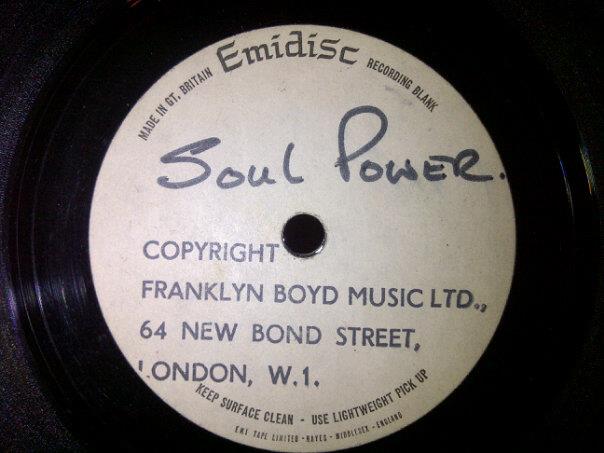 MADE IN GT. BRITAIN Emidisc RECORDING BLANK
Soul Power.
COPYRIGHT
FRANKLYN BOYD MUSIC LTD.,
64 NEW BOND STREET,
LONDON, W.1.
KEEP SURFACE CLEAN - USE LIGHTWEIGHT PICK UP
EMI TAPE LIMITED - HAYES - MIDDLESEX - ENGLAND